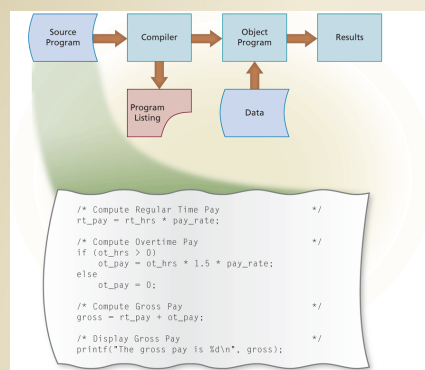 Source
Program
Compiler
Object
Program
Results
Program
Listing
Data
/* Compute Regular Time Pay */
rt_pay = rt_hrs * pay_rate;
/* Compute Overtime Pay */
if (ot_hrs > 0)
ot_pay = ot_hrs * 1.5 * pay_rate;
else
ot_pay = 0;
/* Compute Gross Pay */
gross = rt_pay + ot_pay;
/* Display Gross Pay */
printf("The gross pay is %d\n", gross);